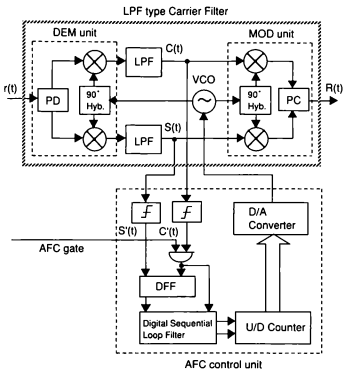 LPF type Carrier Filter
DEM unit
MOD unit
C(t)
LPF
VCO
r(t)
PD
90°
Hyb.
90°
Hyb.
PC
R(t)
S(t)
LPF
S'(t)
C'(t)
AFC gate
D/A
Converter
DFF
Digital Sequential
Loop Filter
U/D Counter
AFC control unit